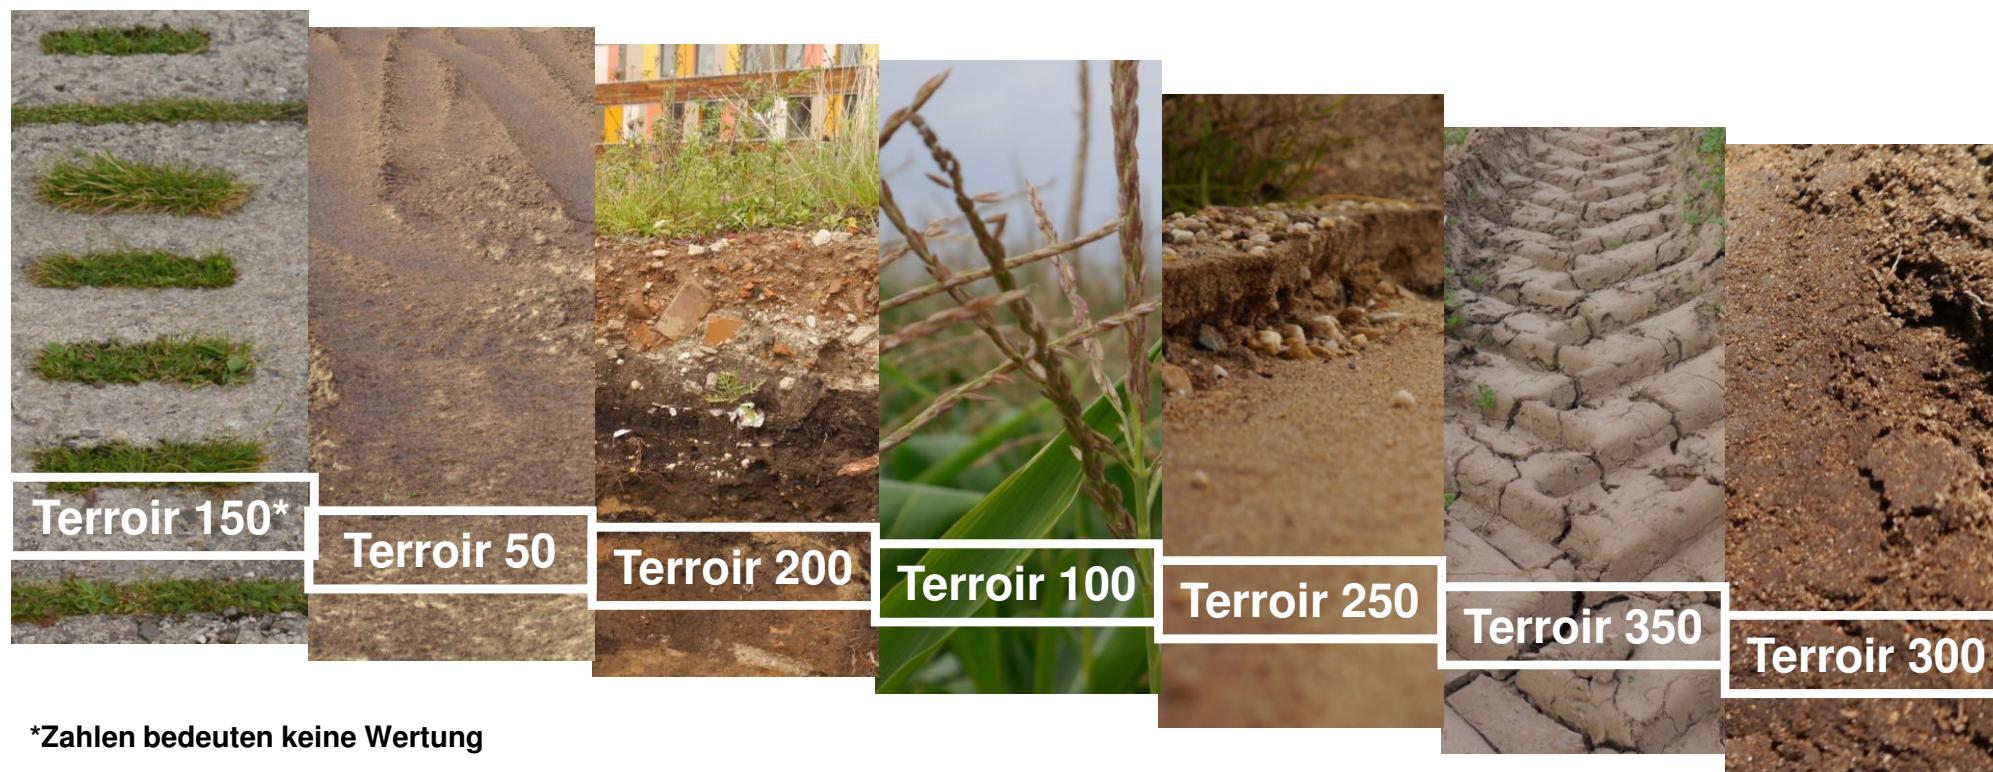 Terroir 150*
Terroir 50
Terroir 200
Terroir 100
Terroir 250
Terroir 350
Terroir 300
*Zahlen bedeuten keine Wertung